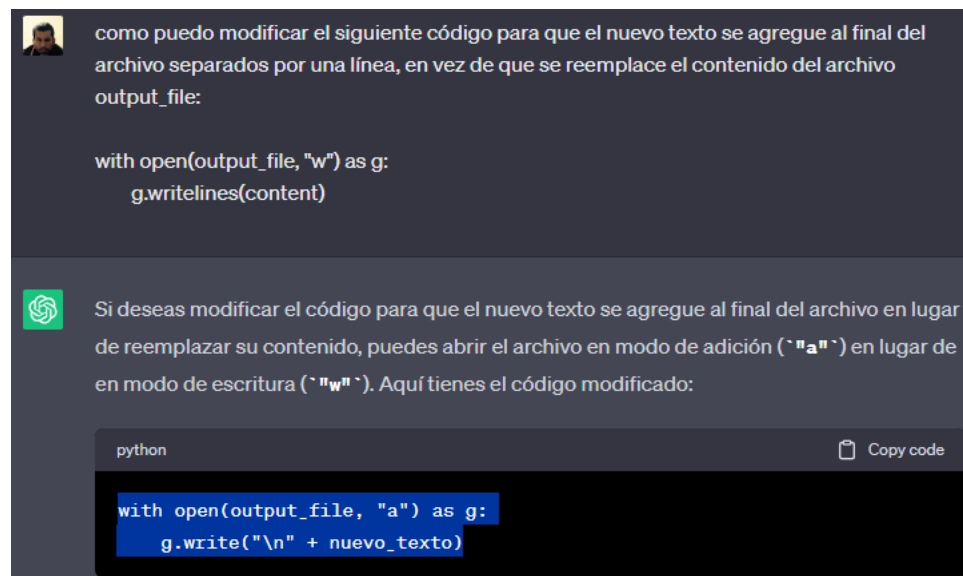 como puedo modificar el siguiente código para que el nuevo texto se agregue al final del
archivo separados por una línea, en vez de que se reemplace el contenido del archivo
output_file:
with open(output_file, "w") as g:
g.writelines(content)
Si deseas modificar el código para que el nuevo texto se agregue al final del archivo en lugar
de reemplazar su contenido, puedes abrir el archivo en modo de adición (`"a"`) en lugar de
en modo de escritura (`"w"`). Aquí tienes el código modificado:
python Copy code
with open(output_file, "a") as g:
g.write("\n" + nuevo_texto)